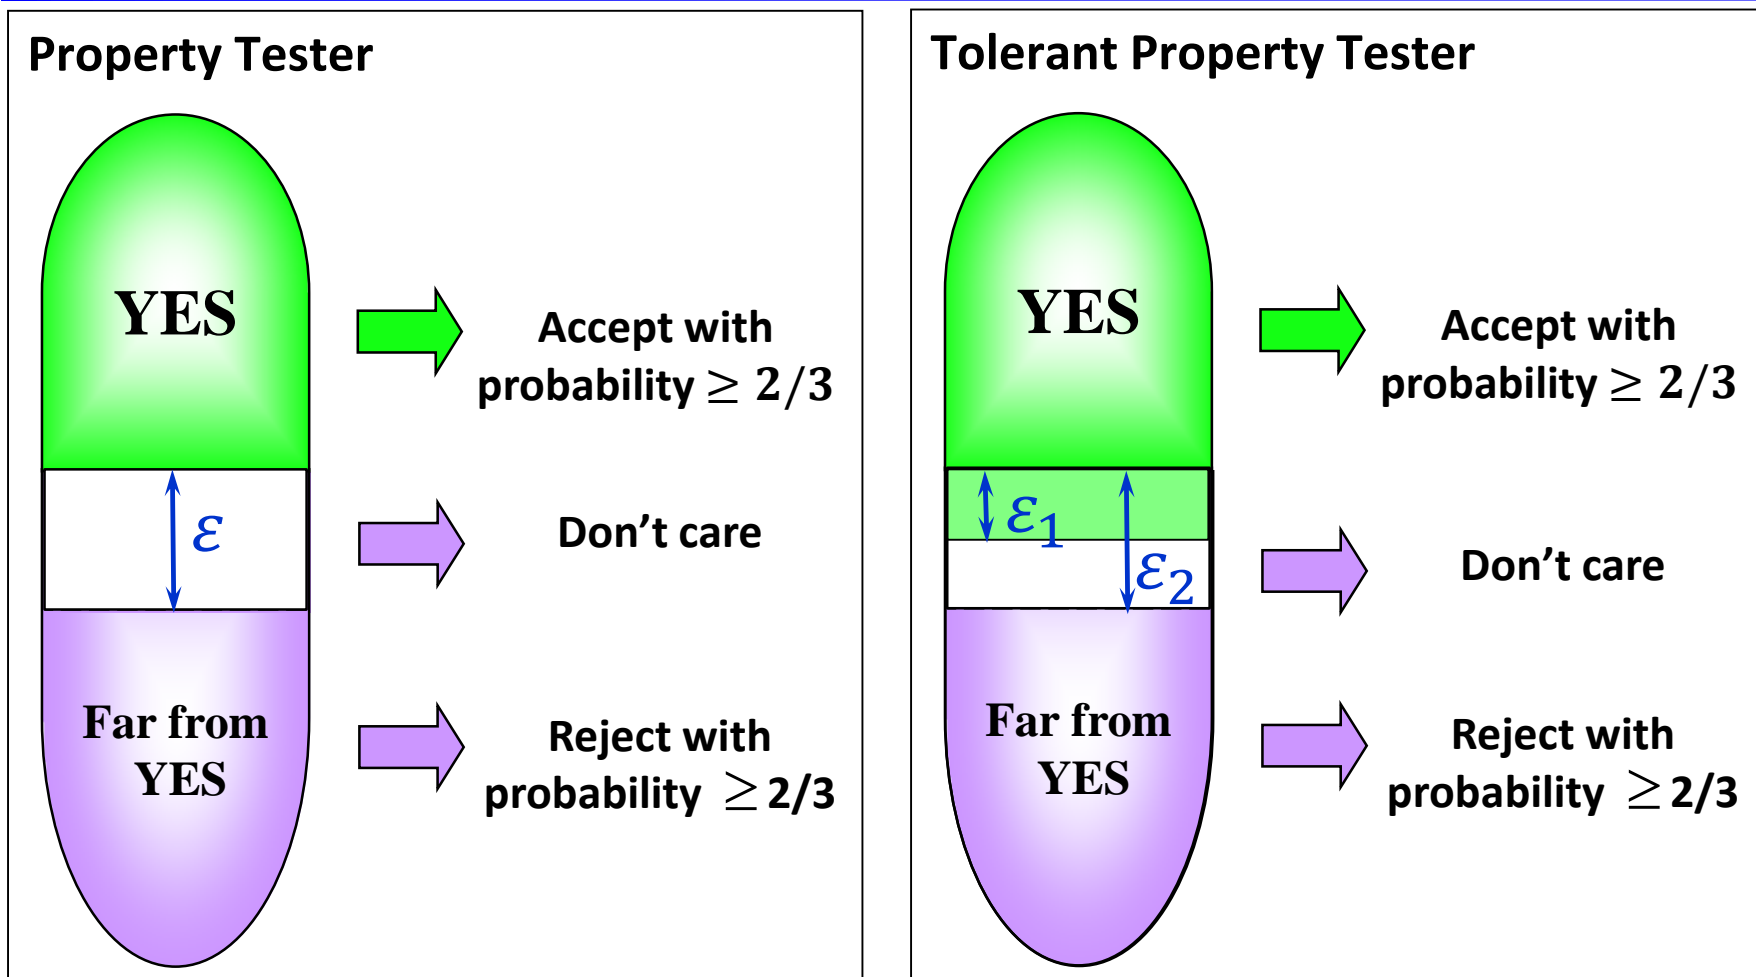 Property Tester
YES
Accept with
probability ≥ 2/3
ε
Don’t care
Far from
YES
Reject with
probability ≥ 2/3
Tolerant Property Tester
YES
Accept with
probability ≥ 2/3
ε1
ε2
Don’t care
Far from
YES
Reject with
probability ≥ 2/3